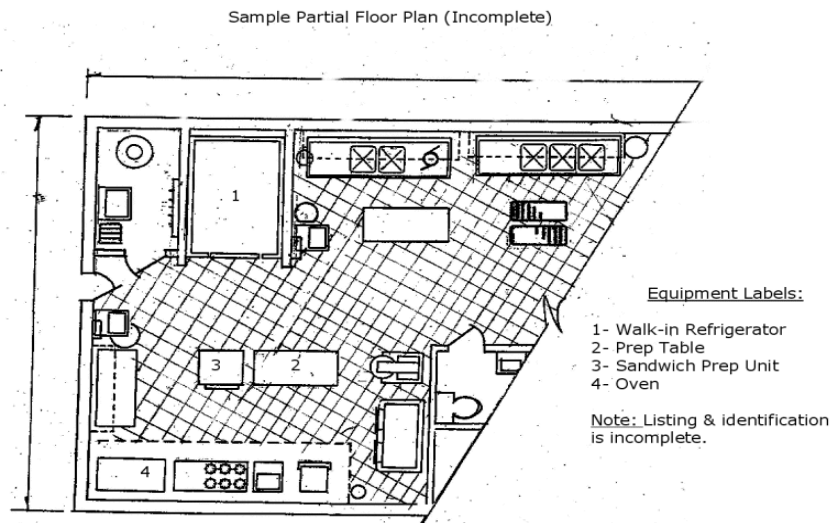 Sample Partial Floor Plan (Incomplete)
1
3
2
4
Equipment Labels:
1- Walk-in Refrigerator
2- Prep Table
3- Sandwich Prep Unit
4- Oven
Note: Listing & identification
is incomplete.